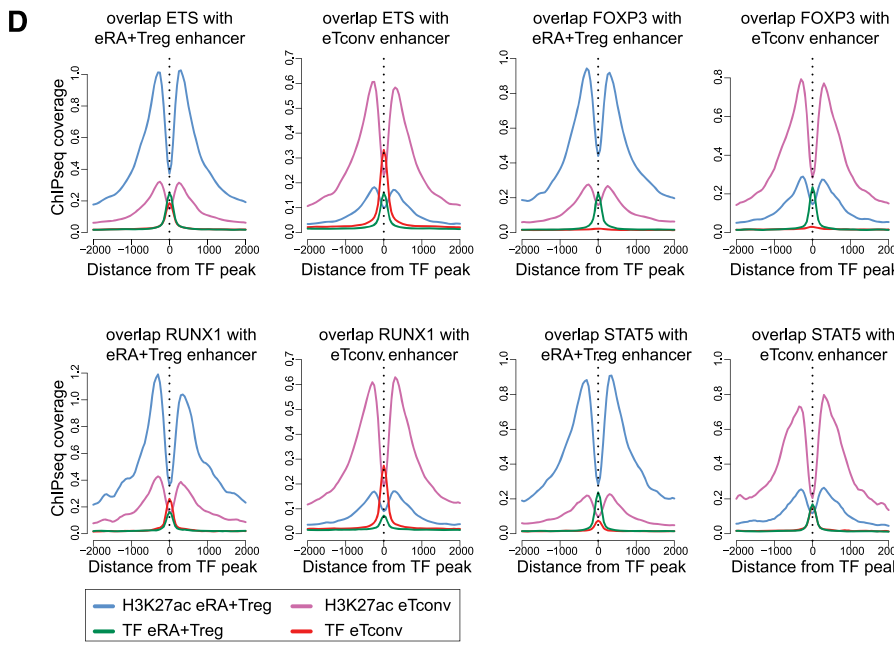 D
overlap ETS with
eRA+Treg enhancer
overlap ETS with
eTconv enhancer
overlap FOXP3 with
eRA+Treg enhancer
overlap FOXP3 with
eTconv enhancer
ChIPseq coverage
0.0 0.2 0.4 0.6 0.8 1.0
−2000 0 1000 2000
Distance from TF peak
0.0 0.1 0.2 0.3 0.4 0.5 0.6 0.7
−2000 0 1000 2000
Distance from TF peak
0.0 0.2 0.4 0.6 0.8 1.0
−2000 −1000 0 1000 2000
Distance from TF peak
0.0 0.2 0.4 0.6 0.8
−2000 −1000 0 1000 2000
Distance from TF peak
overlap RUNX1 with
eRA+Treg enhancer
overlap RUNX1 with
eTconv enhancer
overlap STAT5 with
eRA+Treg enhancer
overlap STAT5 with
eTconv enhancer
ChIPseq coverage
0.0 0.2 0.4 0.6 0.8 1.0 1.2
−2000 0 1000 2000
Distance from TF peak
0.0 0.1 0.2 0.3 0.4 0.5 0.6 0.7
−2000 0 1000 2000
Distance from TF peak
0.0 0.2 0.4 0.6 0.8 1.0
−2000 −1000 0 1000 2000
Distance from TF peak
0.0 0.2 0.4 0.6 0.8 1.0
−2000 −1000 0 1000 2000
Distance from TF peak
H3K27ac eRA+Treg H3K27ac eTconv
TF eRA+Treg TF eTconv